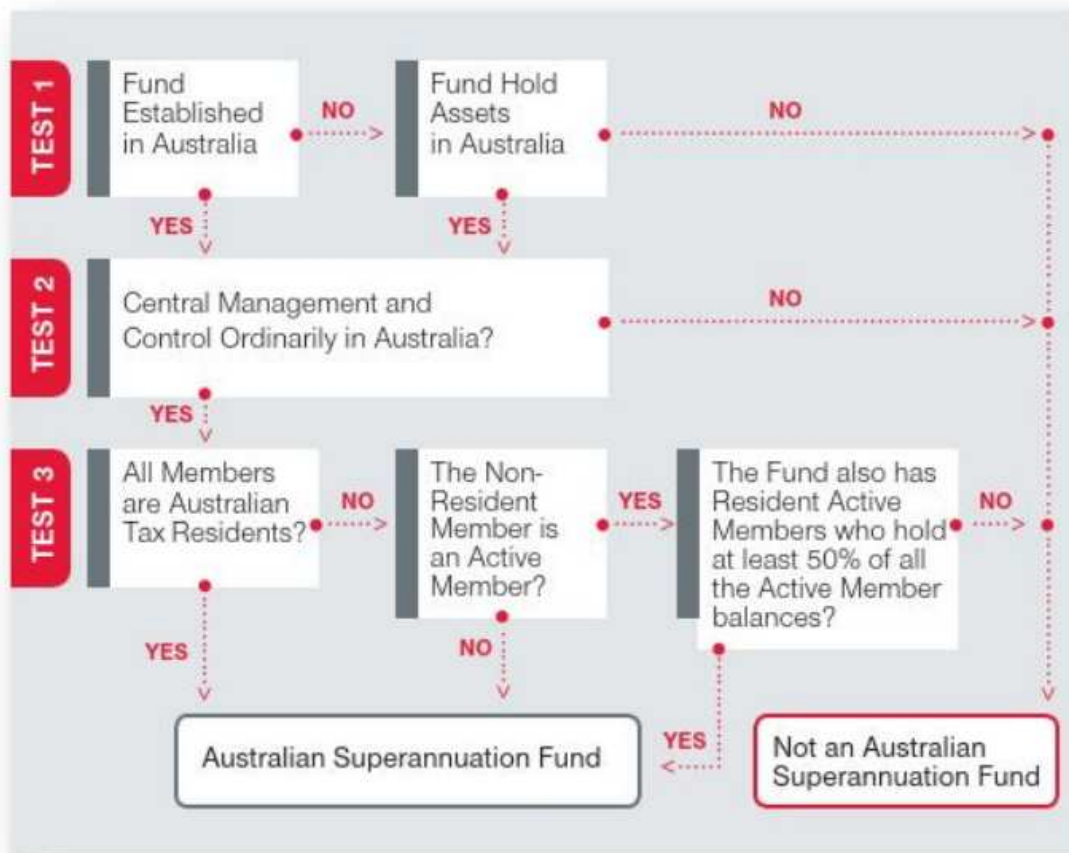 TEST 1
Fund
Established
in Australia
NO
Fund Hold
Assets
in Australia
NO
YES
YES
TEST 2
Central Management and
Control Ordinarily in Australia?
NO
YES
TEST 3
All Members
are Australian
Tax Residents?
NO
The Non-
Resident
Member is
an Active
Member?
YES
The Fund also has
Resident Active
Members who hold
at least 50% of all
the Active Member
balances?
NO
YES
NO
YES
Australian Superannuation Fund
Not an Australian
Superannuation Fund